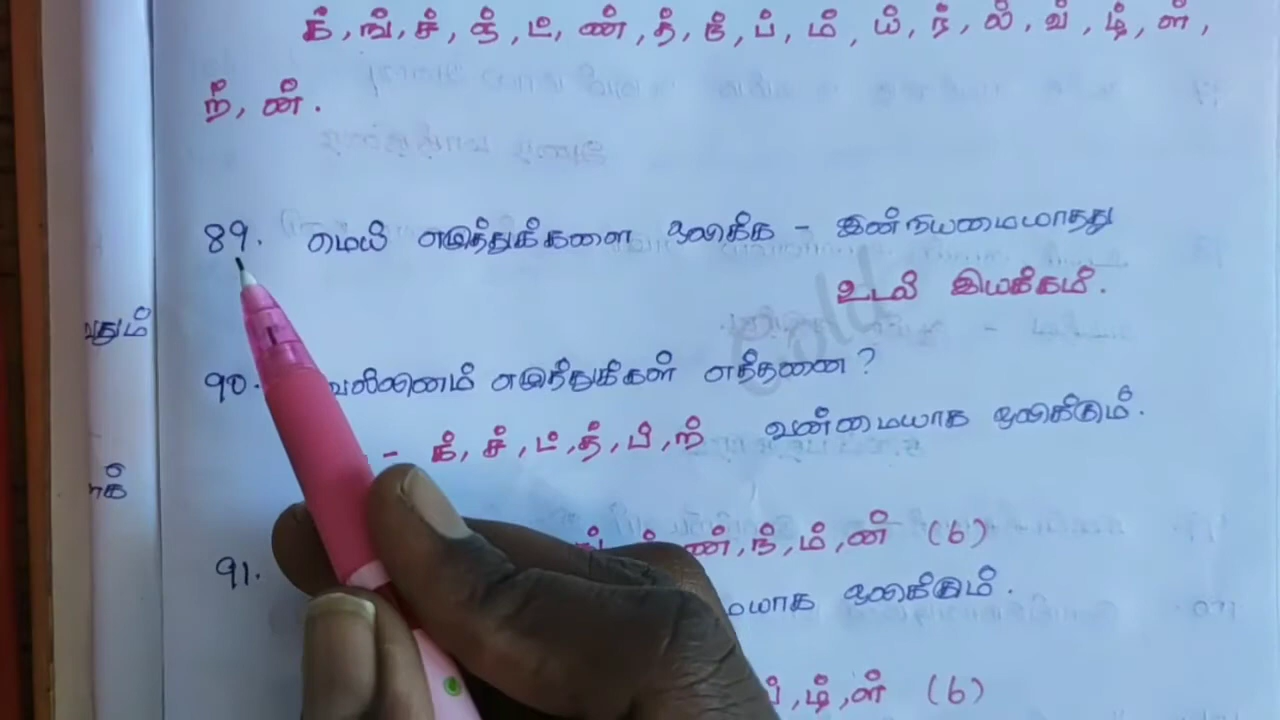 க், ங், ச், ஞ், ட், ண், த், ந், ப், ம், ய், ர், ல், வ், ழ், ள்,
ற், ன்.
89. மெய் எழுத்துக்களை ஒலிக்க - இன்றியமையாதது
உடல் இயக்கம்.
வதும்
90. வல்லினம் எழுத்துக்கள் எத்தனை?
- க், ச், ட், த், ப், ற் வன்மையாக ஒலிக்கும்.
ாக்
91. ண், ந், ம், ன் (6)
மையாக ஒலிக்கும்.
ழ், ள் (6)